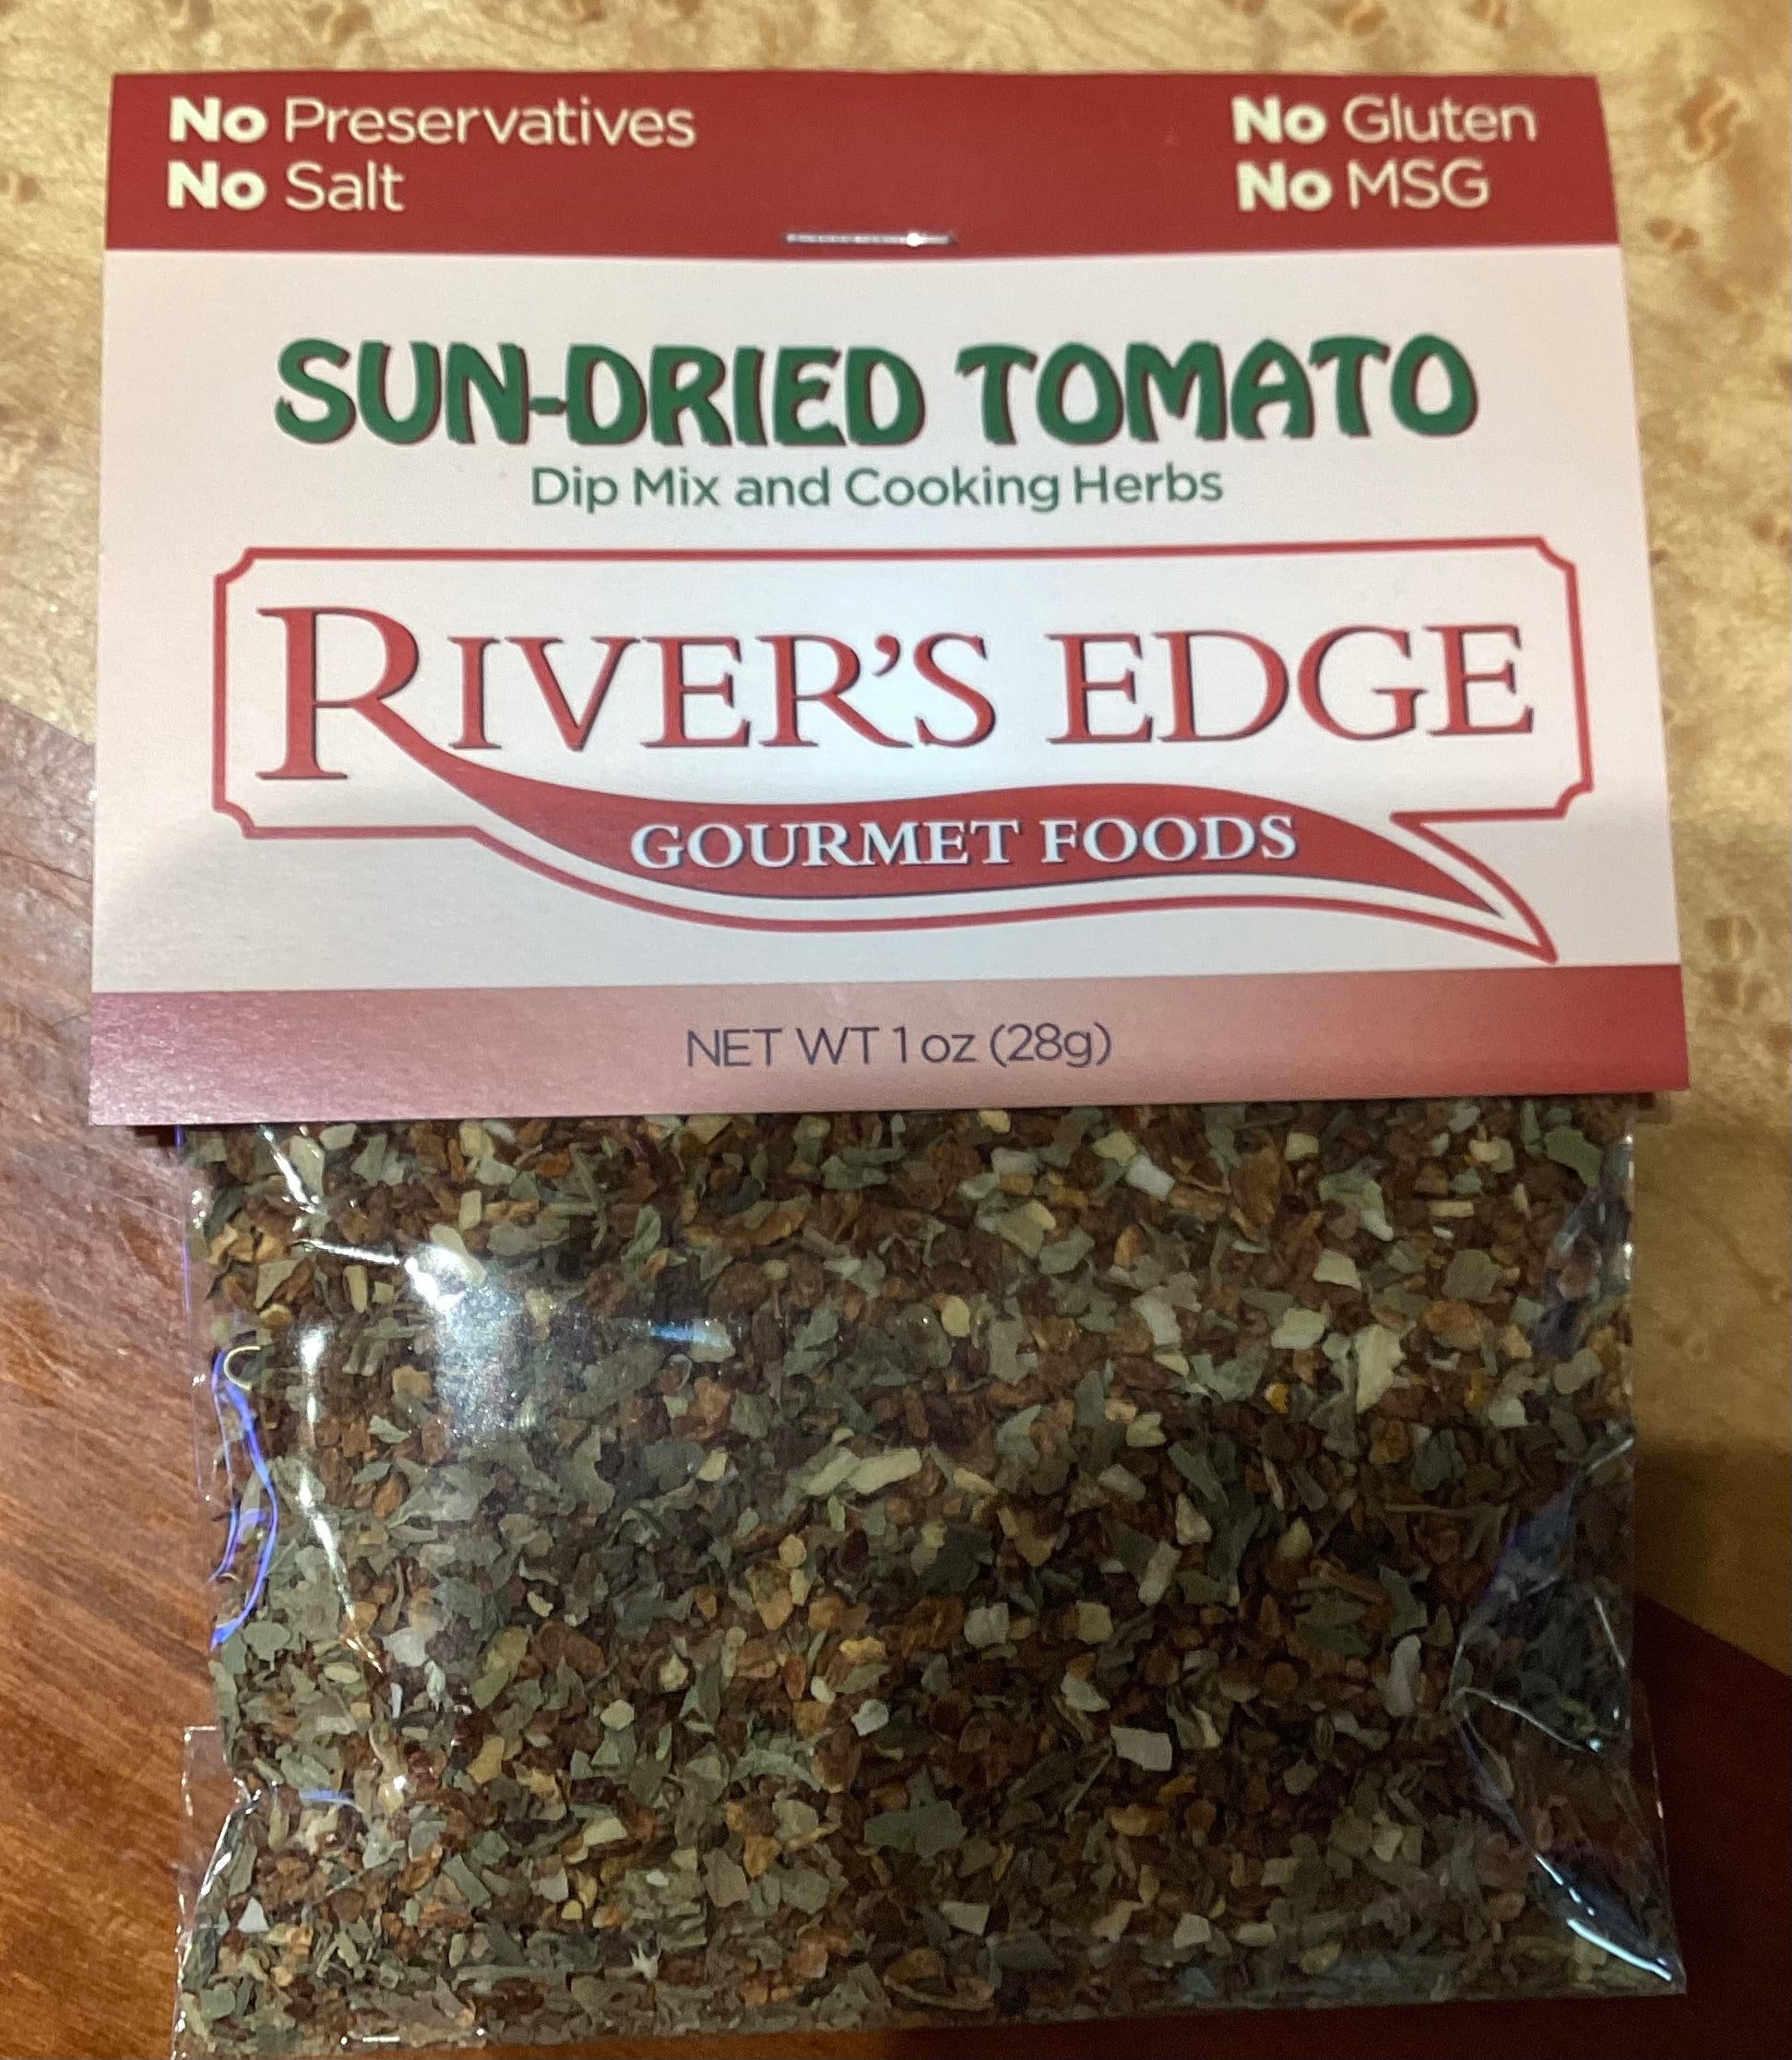 No Preservatives
No Salt
No Gluten
No MSG
SUN-DRIED TOMATO
Dip Mix and Cooking Herbs
RIVER'S EDGE
GOURMET FOODS
NET WT 1 oz (28g)